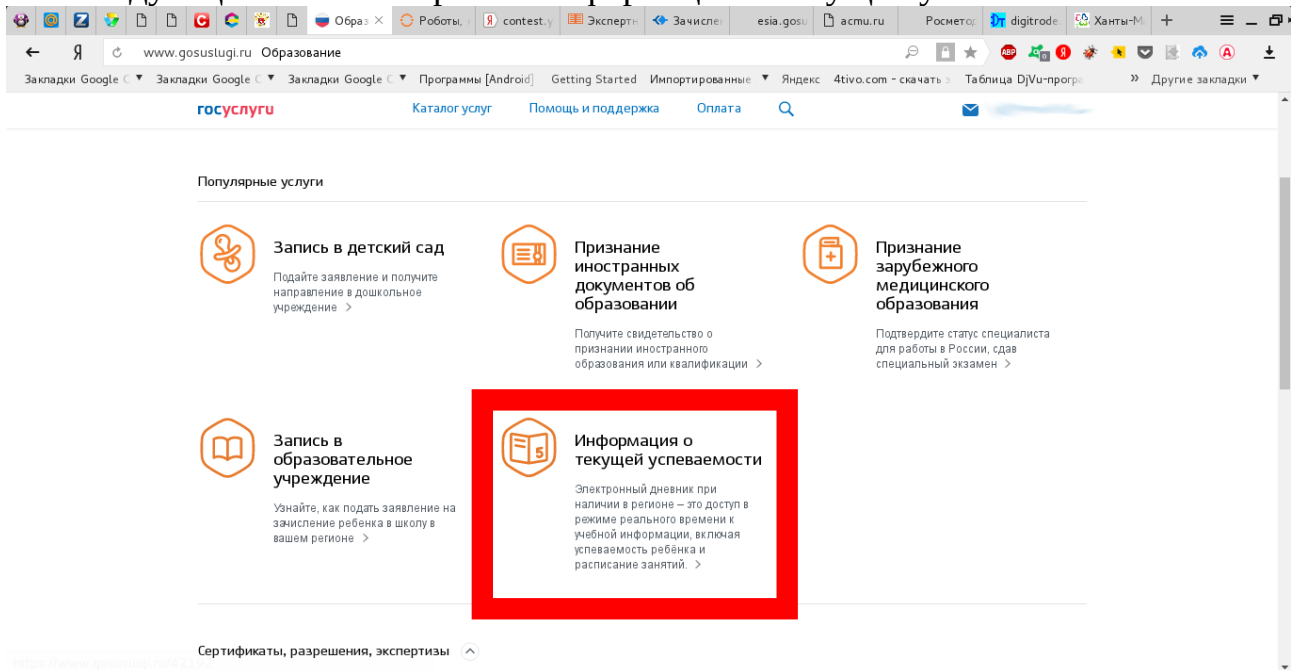 Образ
Роботы,
contest.y
Эксперт
Зачислен
esia.gosu
acmu.ru
Росметод
digitrode.
Ханты-М
www.gosuslugi.ru Образование
Закладки Google C
Закладки Google C
Закладки Google C
Программы [Android]
Getting Started
Импортированные
Яндекс
4tivo.com - скачать
Таблица DjVu-програ
» Другие закладки
госуслуги
Каталог услуг
Помощь и поддержка
Оплата
Популярные услуги
Запись в детский сад
Подайте заявление и получите
направление в дошкольное
учреждение >
Признание
иностранных
документов об
образовании
Получите свидетельство о
признании иностранного
образования или квалификации >
Признание
зарубежного
медицинского
образования
Подтвердите статус специалиста
для работы в России, сдав
специальный экзамен >
Запись в
образовательное
учреждение
Узнайте, как подать заявление на
зачисление ребенка в школу в
вашем регионе >
Информация о
текущей успеваемости
Электронный дневник при
наличии в регионе – это доступ в
режиме реального времени к
учебной информации, включая
успеваемость ребёнка и
расписание занятий. >
Сертификаты, разрешения, экспертизы